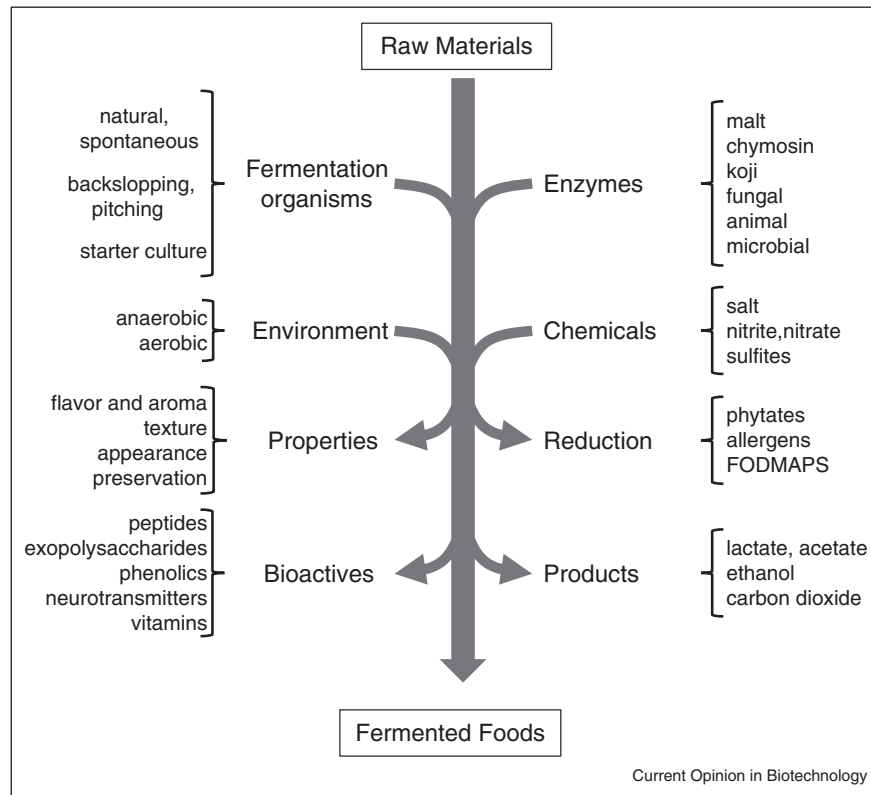 Raw Materials
natural,
spontaneous
backslopping,
pitching
starter culture
Fermentation
organisms
Enzymes
malt
chymosin
koji
fungal
animal
microbial
anaerobic
aerobic
Environment
Chemicals
salt
nitrite,nitrate
sulfites
flavor and aroma
texture
appearance
preservation
Properties
Reduction
phytates
allergens
FODMAPS
peptides
exopolysaccharides
phenolics
neurotransmitters
vitamins
Bioactives
Products
lactate, acetate
ethanol
carbon dioxide
Fermented Foods
Current Opinion in Biotechnology